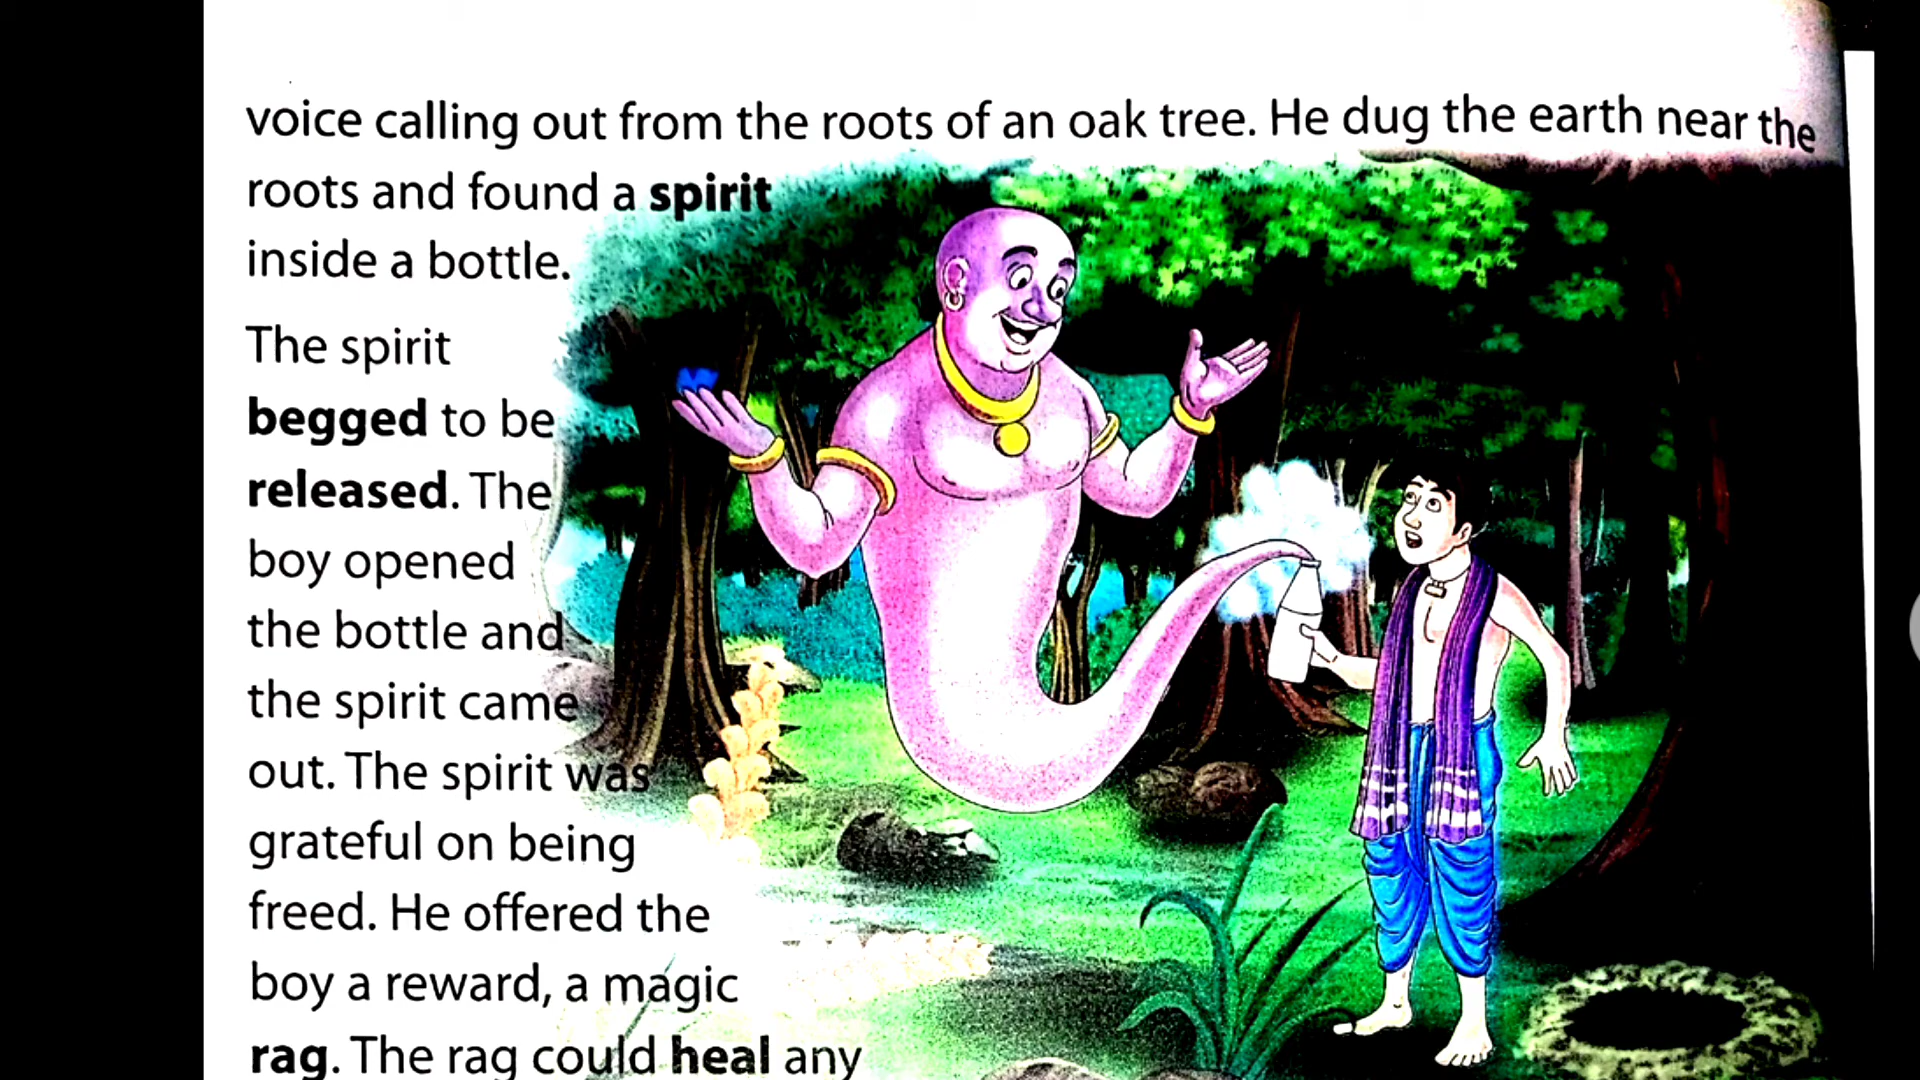 voice calling out from the roots of an oak tree. He dug the earth near the
roots and found a spirit
inside a bottle.
The spirit
begged to be
released. The
boy opened
the bottle and
the spirit came
out. The spirit was
grateful on being
freed. He offered the
boy a reward, a magic
rag. The rag could heal any